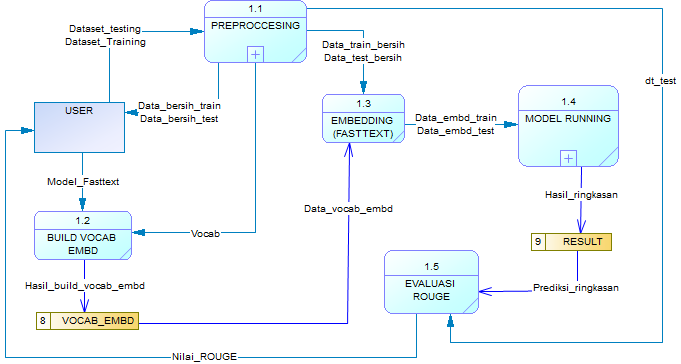 1.1
PREPROCCESING
Dataset_testing
Dataset_Training
Data_train_bersih
Data_test_bersih
dt_test
Data_bersih_train
Data_bersih_test
USER
1.3
EMBEDDING
(FASTTEXT)
Data_embd_train
Data_embd_test
1.4
MODEL RUNNING
Model_Fasttext
Hasil_ringkasan
Data_vocab_embd
1.2
BUILD VOCAB
EMBD
Vocab
9 RESULT
1.5
EVALUASI
ROUGE
Hasil_build_vocab_embd
Prediksi_ringkasan
8 VOCAB_EMBD
Nilai_ROUGE